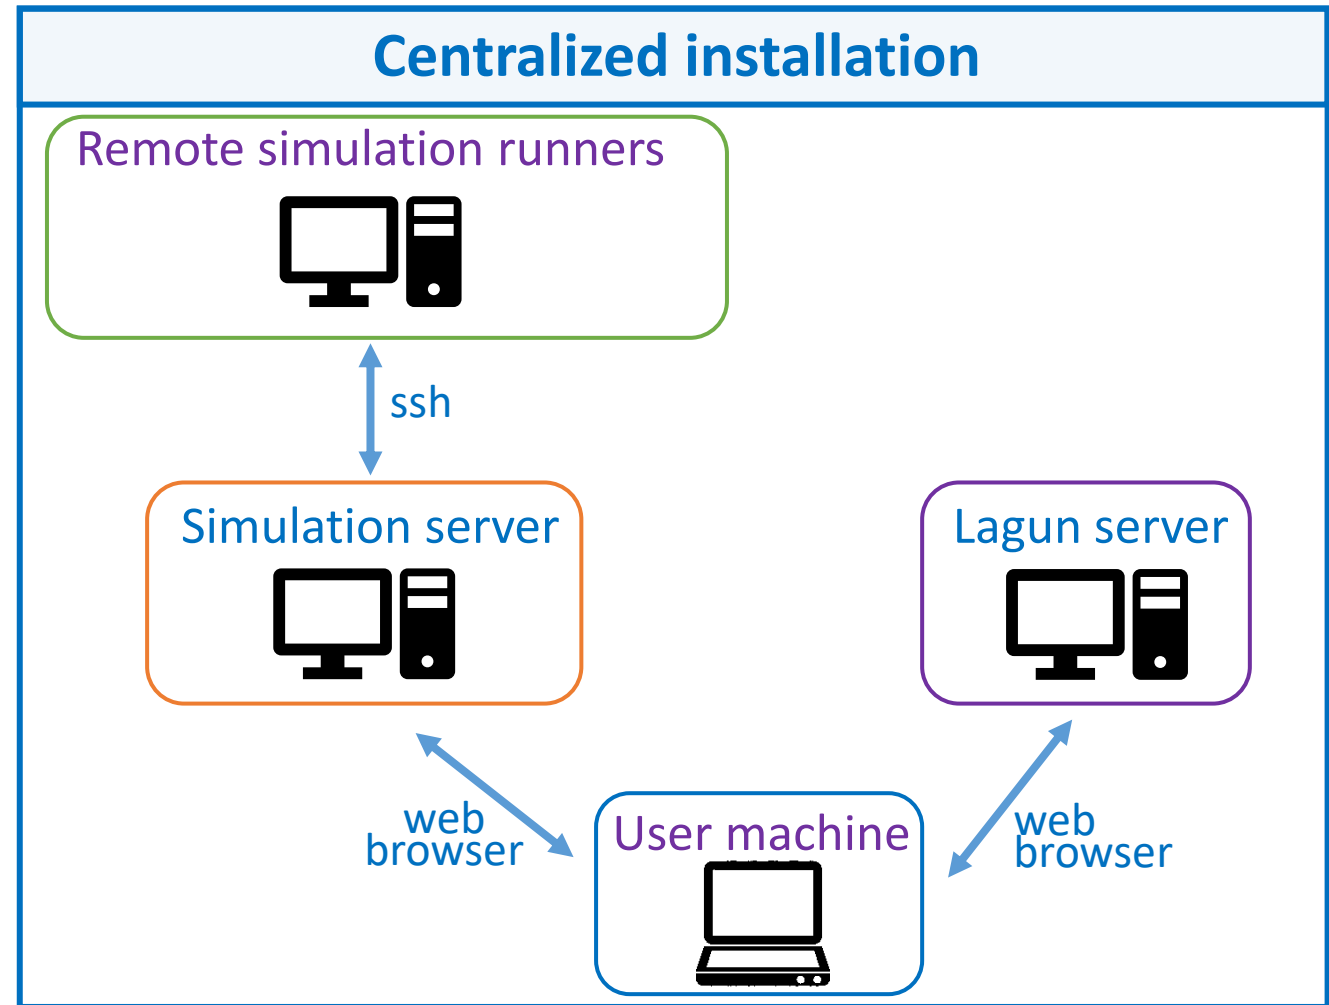 Centralized installation
Remote simulation runners
ssh
Simulation server
Lagun server
web
browser
User machine
web
browser